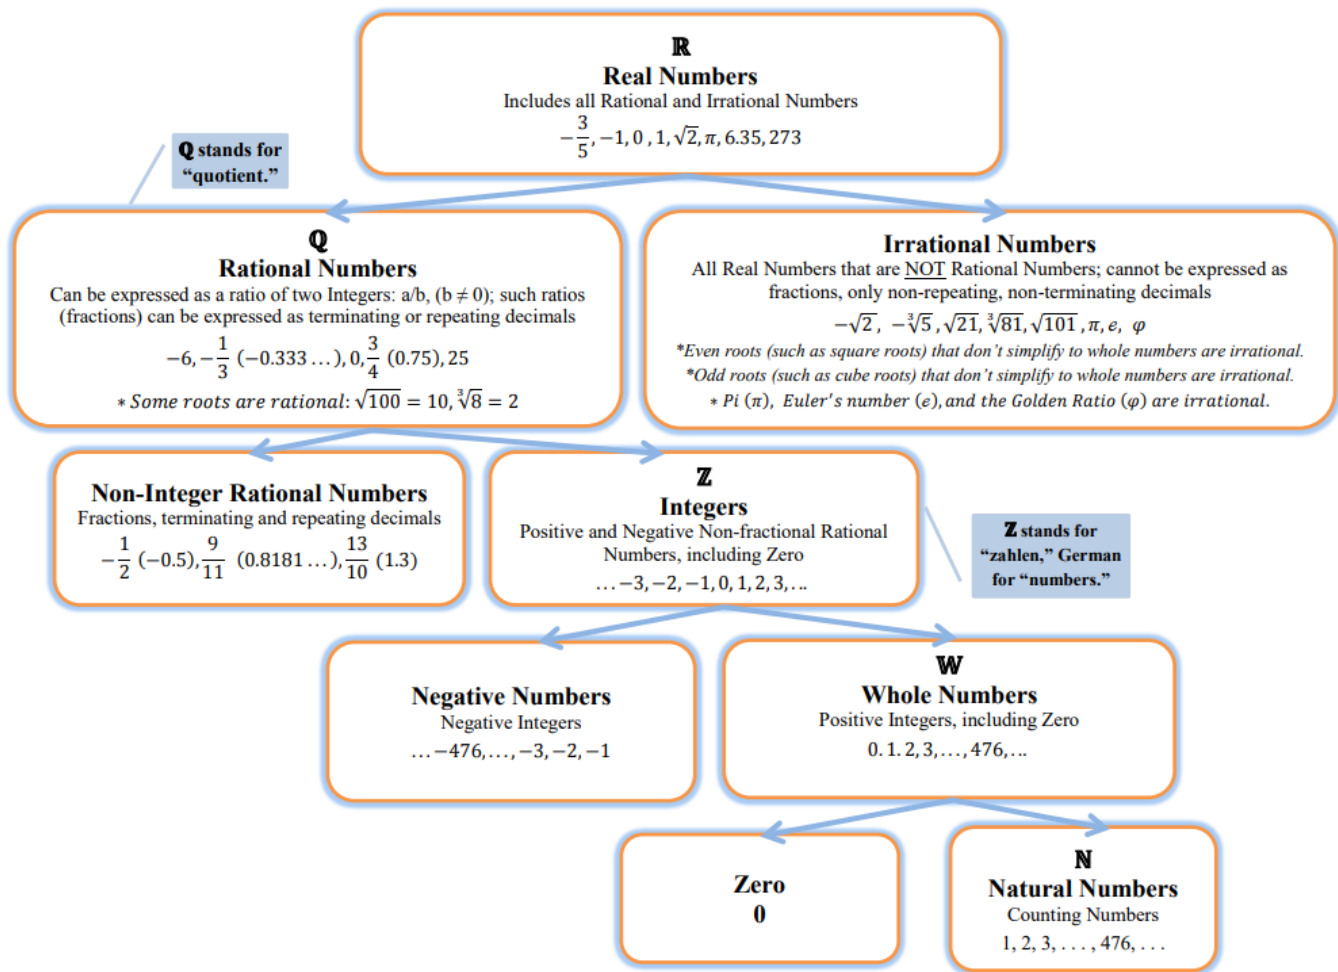 ℝ
Real Numbers
Includes all Rational and Irrational Numbers
−3/5, −1, 0 , 1, √2, π, 6.35, 273
ℚ stands for
“quotient.”
ℚ
Rational Numbers
Can be expressed as a ratio of two Integers: a/b, (b ≠ 0); such ratios
(fractions) can be expressed as terminating or repeating decimals
−6, −1/3 (−0.333 …), 0, 3/4 (0.75), 25
* Some roots are rational: √100 = 10, ∛8 = 2
Irrational Numbers
All Real Numbers that are NOT Rational Numbers; cannot be expressed as
fractions, only non-repeating, non-terminating decimals
−√2, −∛5, √21, ∛81, √101, π, e, φ
*Even roots (such as square roots) that don’t simplify to whole numbers are irrational.
*Odd roots (such as cube roots) that don’t simplify to whole numbers are irrational.
* Pi (π), Euler’s number (e), and the Golden Ratio (φ) are irrational.
Non-Integer Rational Numbers
Fractions, terminating and repeating decimals
−1/2 (−0.5), 9/11 (0.8181 …), 13/10 (1.3)
ℤ
Integers
Positive and Negative Non-fractional Rational
Numbers, including Zero
… −3, −2, −1, 0, 1, 2, 3, …
ℤ stands for
“zahlen,” German
for “numbers.”
Negative Numbers
Negative Integers
… −476, … , −3, −2, −1
𝕎
Whole Numbers
Positive Integers, including Zero
0. 1. 2, 3, … , 476, …
Zero
0
ℕ
Natural Numbers
Counting Numbers
1, 2, 3, . . . , 476, . . .